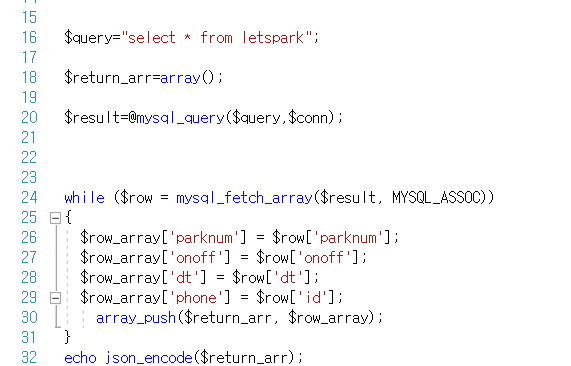 15
16 $query="select * from letspark";
17
18 $return_arr=array();
19
20 $result=@mysql_query($query,$conn);
21
22
23
24 while ($row = mysql_fetch_array($result, MYSQL_ASSOC))
25 {
26 $row_array['parknum'] = $row['parknum'];
27 $row_array['onoff'] = $row['onoff'];
28 $row_array['dt'] = $row['dt'];
29 $row_array['phone'] = $row['id'];
30 array_push($return_arr, $row_array);
31 }
32 echo json_encode($return_arr);